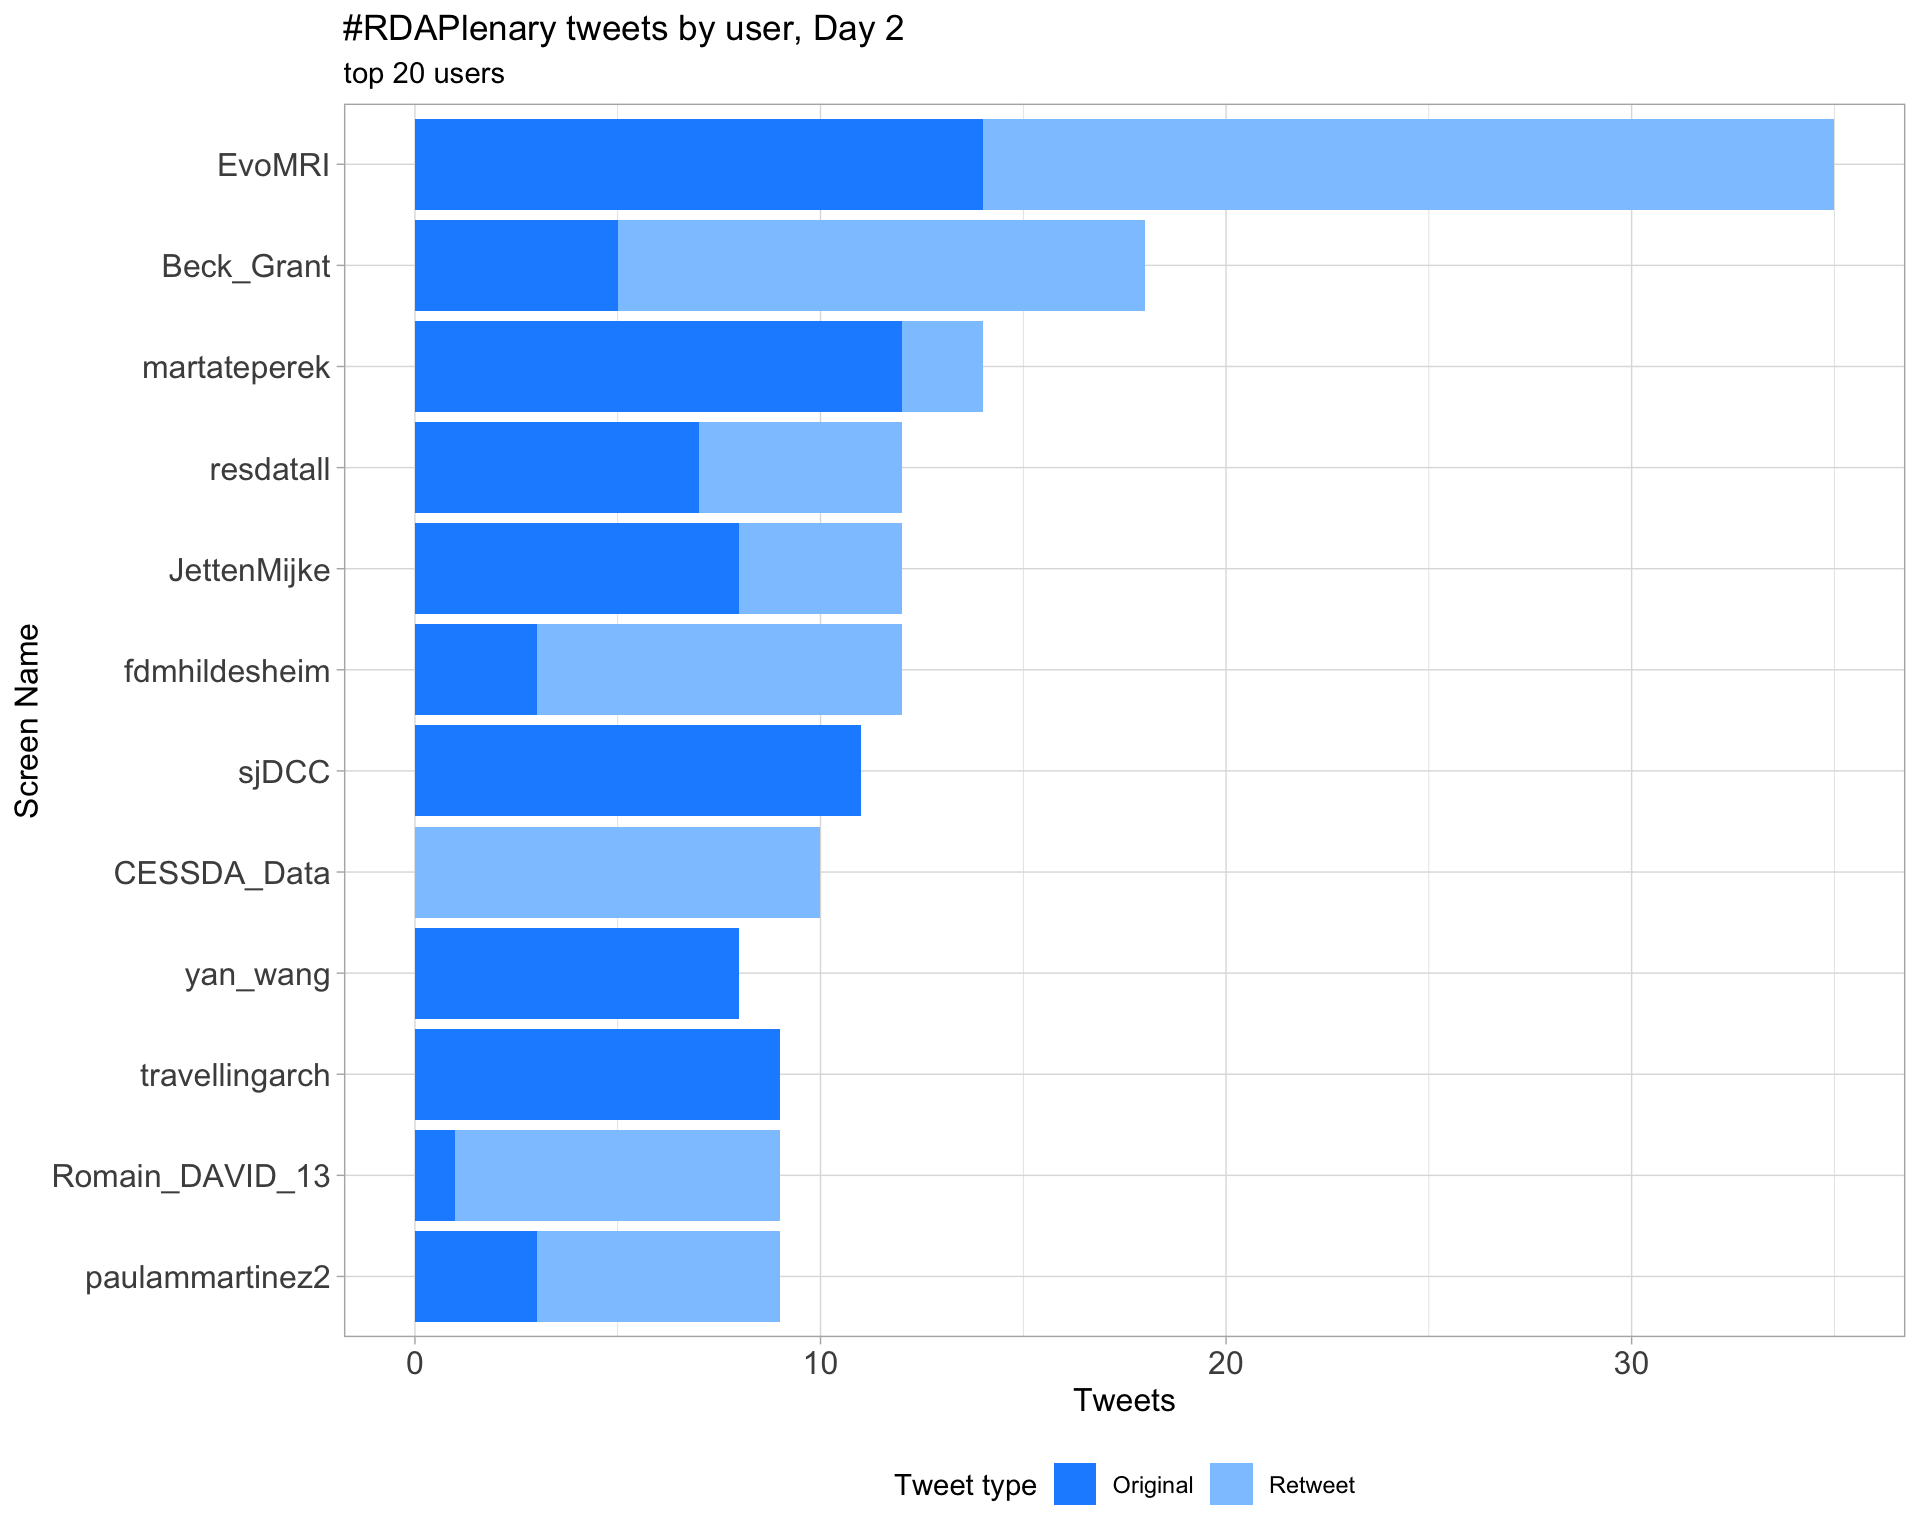 #RDAPlenary tweets by user, Day 2
top 20 users
Screen Name
EvoMRI
Beck_Grant
martateperek
resdatall
JettenMijke
fdmhildesheim
sjDCC
CESSDA_Data
yan_wang
travellingarch
Romain_DAVID_13
paulammartinez2
0 10 20 30
Tweets
Tweet type Original Retweet